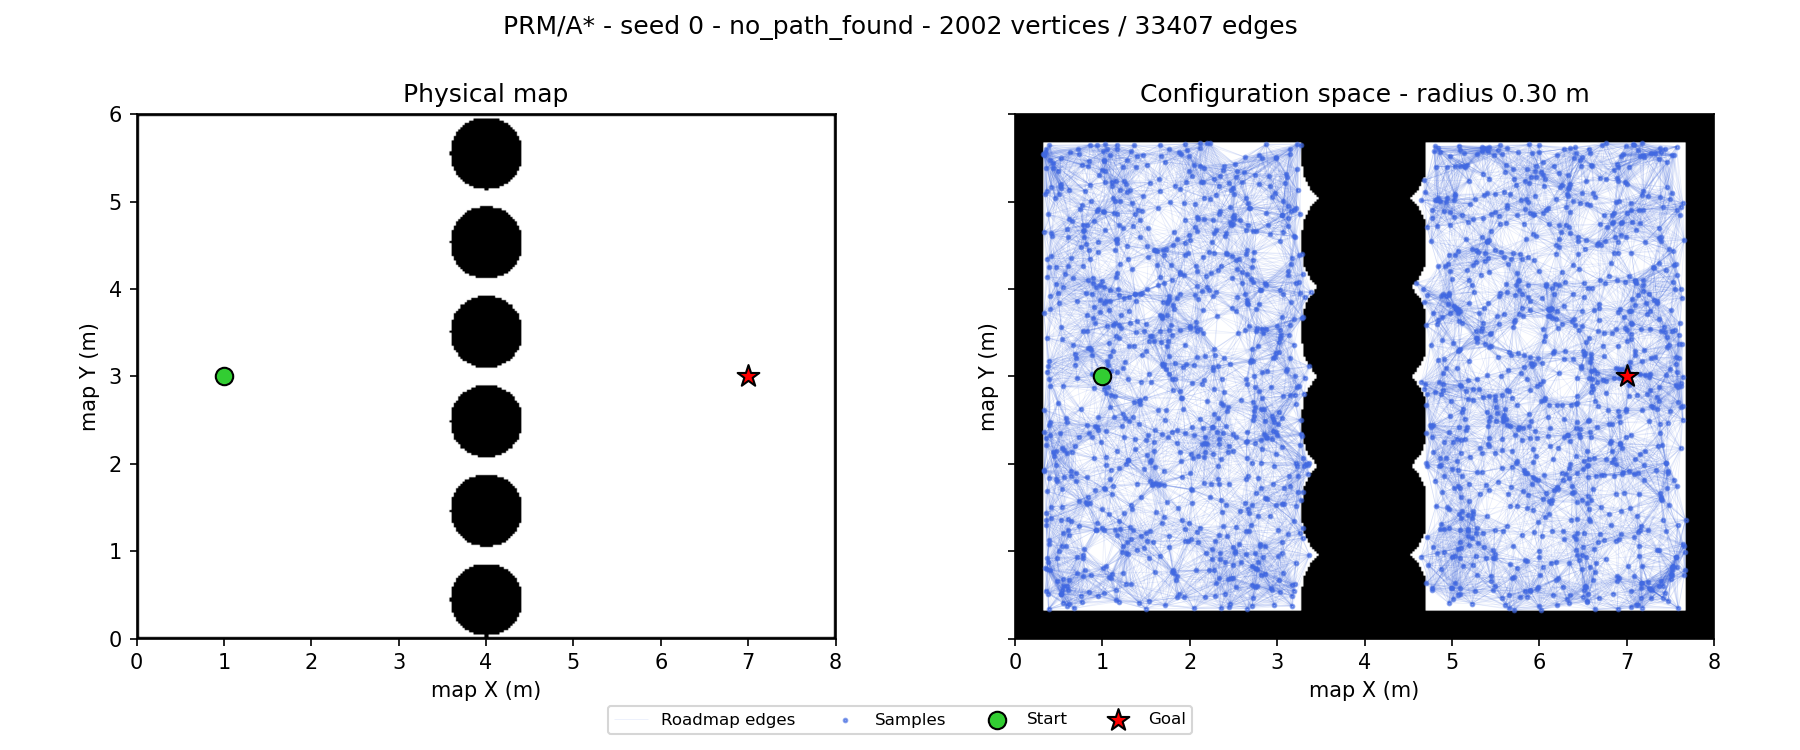 PRM/A* - seed 0 - no_path_found - 2002 vertices / 33407 edges
Physical map
6
5
4
3
2
1
0
map Y (m)
0 1 2 3 4 5 6 7 8
map X (m)
Configuration space - radius 0.30 m
map Y (m)
0 1 2 3 4 5 6 7 8
map X (m)
Roadmap edges Samples Start Goal